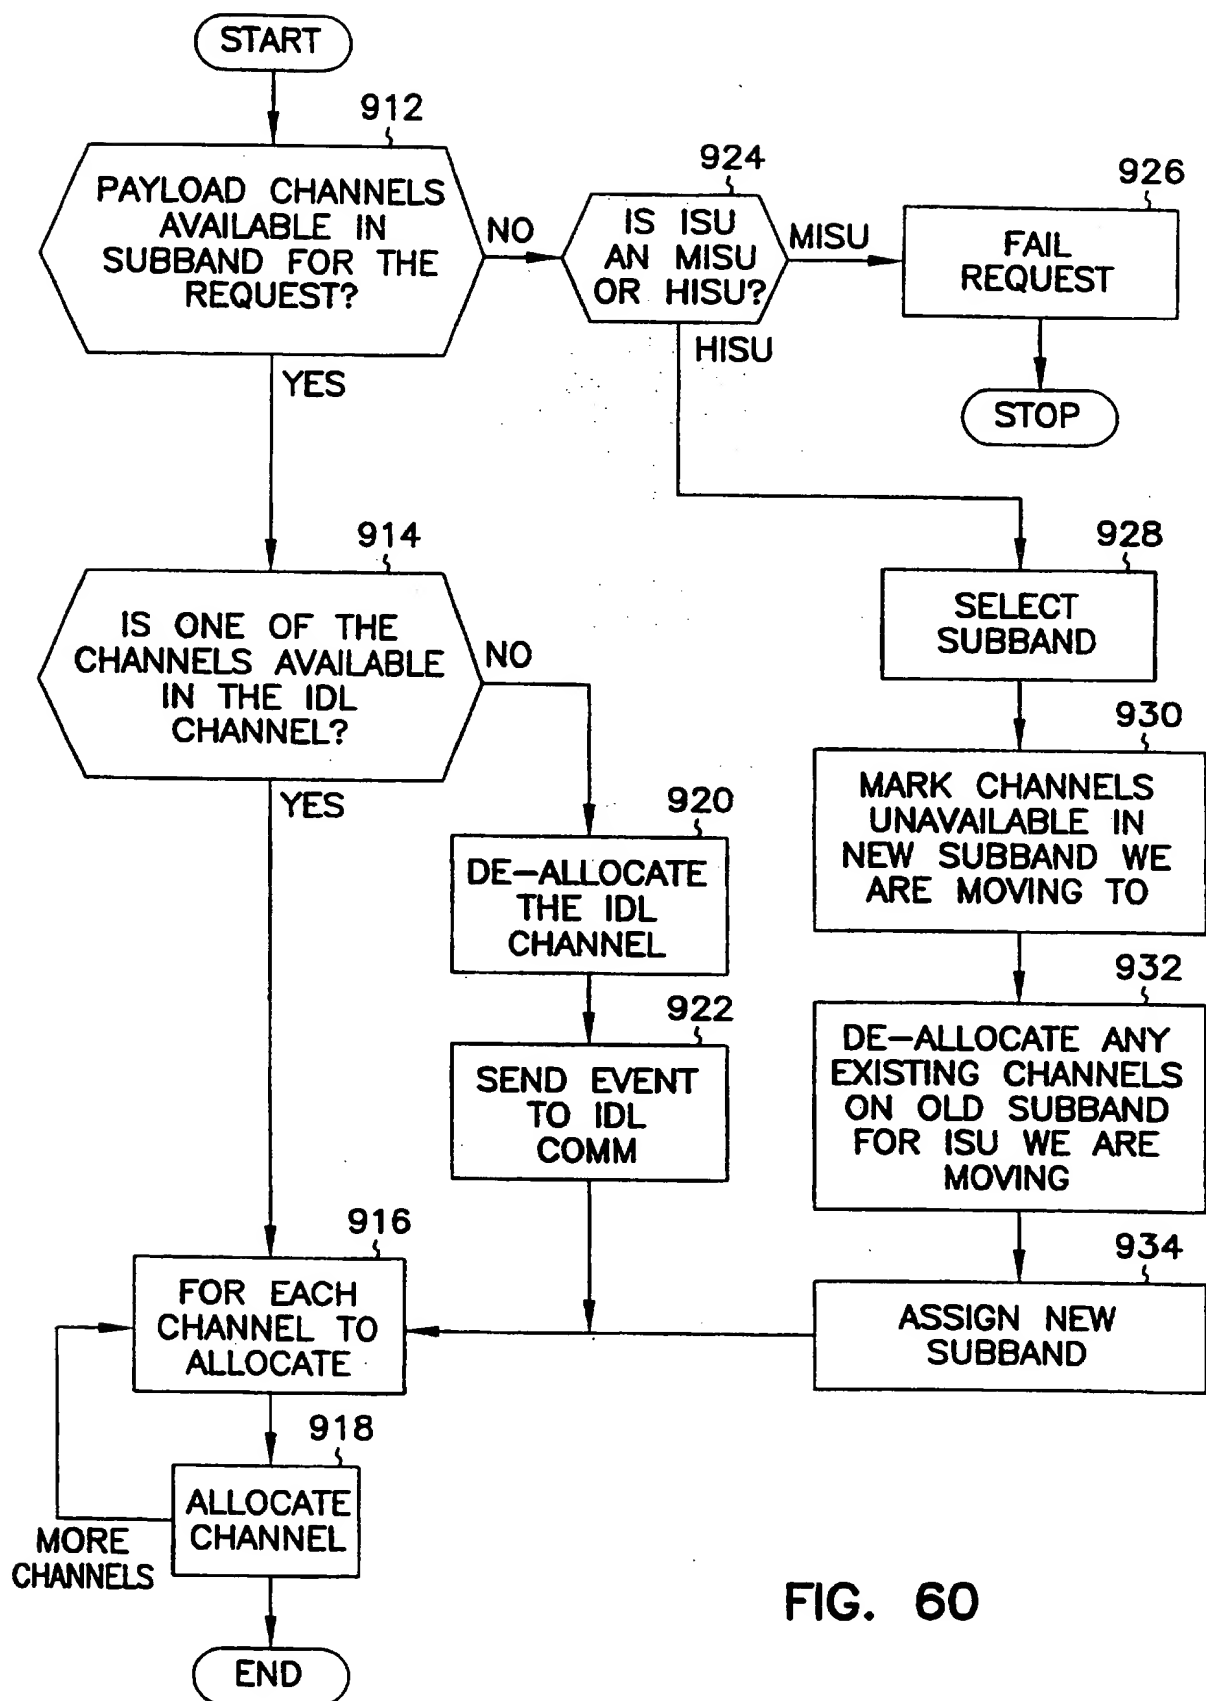 START
912
PAYLOAD CHANNELS
AVAILABLE IN
SUBBAND FOR THE
REQUEST?
NO
YES
924
IS ISU
AN MISU
OR HISU?
MISU
HISU
926
FAIL
REQUEST
STOP
914
IS ONE OF THE
CHANNELS AVAILABLE
IN THE IDL
CHANNEL?
NO
YES
928
SELECT
SUBBAND
920
DE-ALLOCATE
THE IDL
CHANNEL
930
MARK CHANNELS
UNAVAILABLE IN
NEW SUBBAND WE
ARE MOVING TO
922
SEND EVENT
TO IDL
COMM
932
DE-ALLOCATE ANY
EXISTING CHANNELS
ON OLD SUBBAND
FOR ISU WE ARE
MOVING
916
FOR EACH
CHANNEL TO
ALLOCATE
934
ASSIGN NEW
SUBBAND
918
ALLOCATE
CHANNEL
MORE
CHANNELS
END
FIG. 60